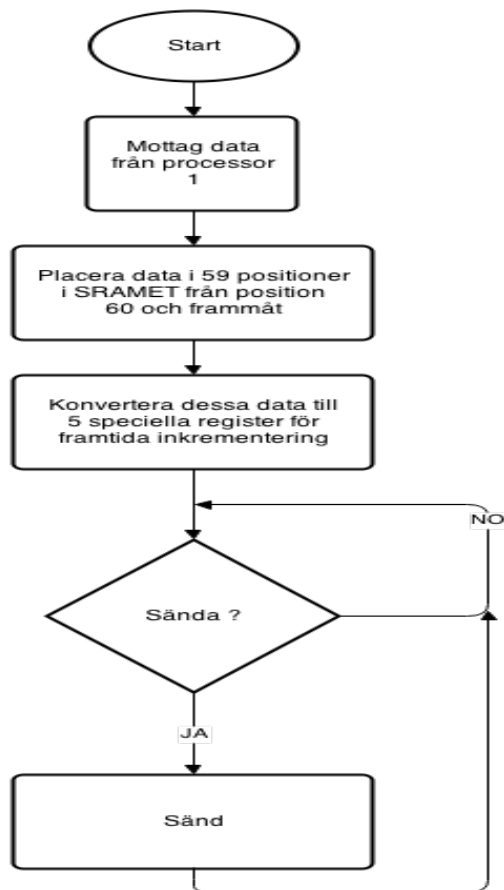 Start
Mottag data
från processor
1
Placera data i 59 positioner
i SRAMET från position
60 och frammåt
Konvertera dessa data till
5 speciella register för
framtida inkrementering
NO
Sända ?
JA
Sänd